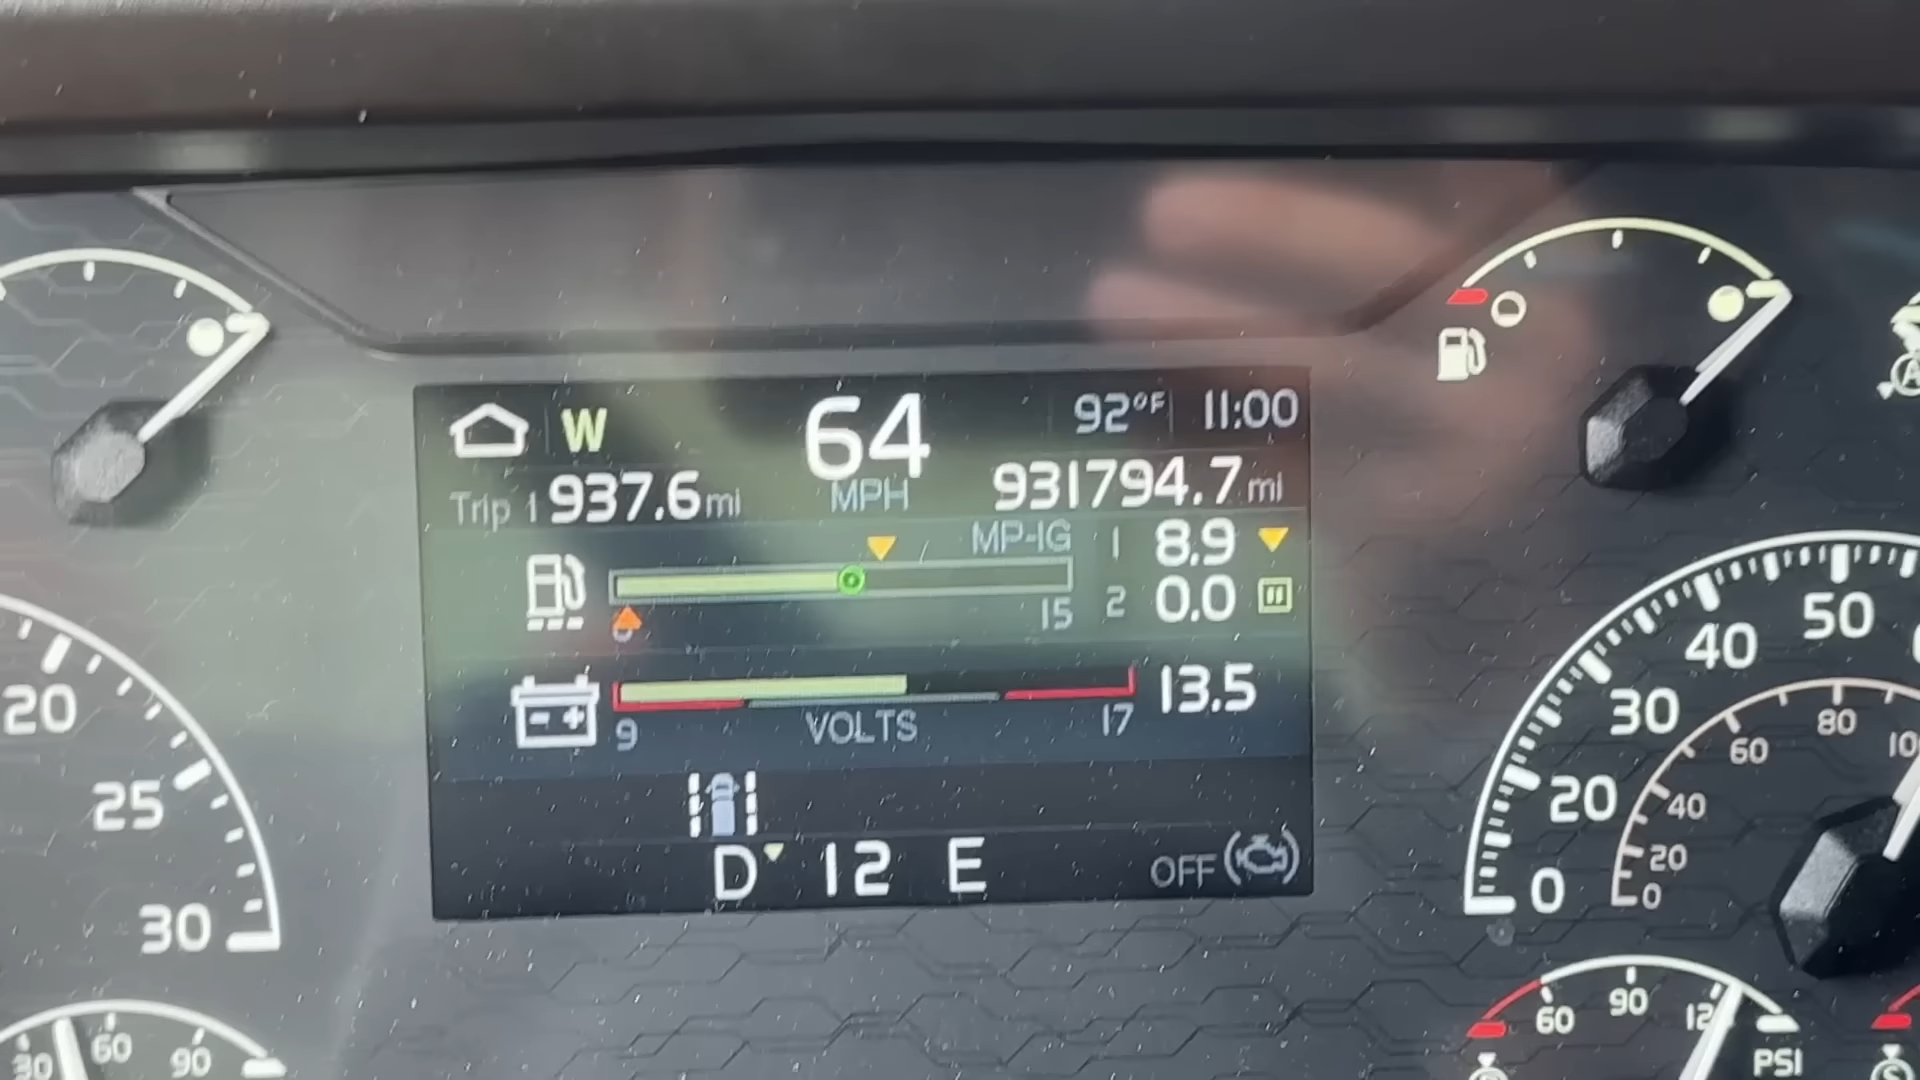 W 64 92°F 11:00
Trip 1 937.6 mi MPH 931794.7 mi
MP-IG 1 8.9
15 2 0.0
13.5
9 VOLTS 17
D 12 E OFF
20
25
30
30 60 90
50
40
30
20
0
80
60
40
20
0
60 90
PSI